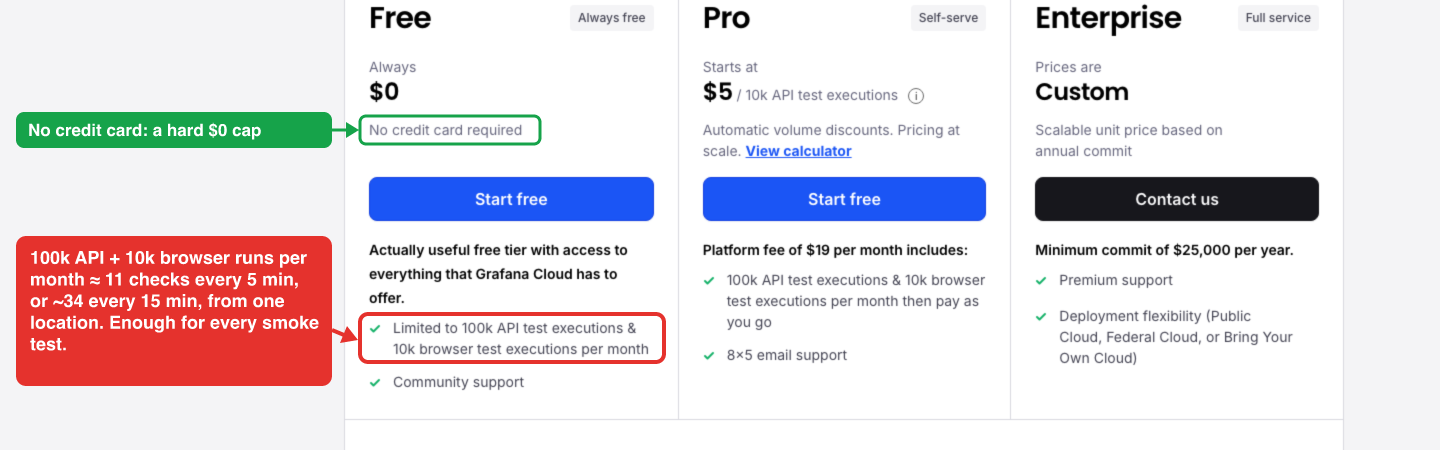 Free
Always free
Always
$0
No credit card required
Start free
Actually useful free tier with access to
everything that Grafana Cloud has to
offer.
Limited to 100k API test executions &
10k browser test executions per month
Community support
Pro
Self-serve
Starts at
$5 / 10k API test executions
Automatic volume discounts. Pricing at
scale. View calculator
Start free
Platform fee of $19 per month includes:
100k API test executions & 10k browser
test executions per month then pay as
you go
8×5 email support
Enterprise
Full service
Prices are
Custom
Scalable unit price based on
annual commit
Contact us
Minimum commit of $25,000 per year.
Premium support
Deployment flexibility (Public
Cloud, Federal Cloud, or Bring Your
Own Cloud)
No credit card: a hard $0 cap
100k API + 10k browser runs per
month ≈ 11 checks every 5 min,
or ~34 every 15 min, from one
location. Enough for every smoke
test.